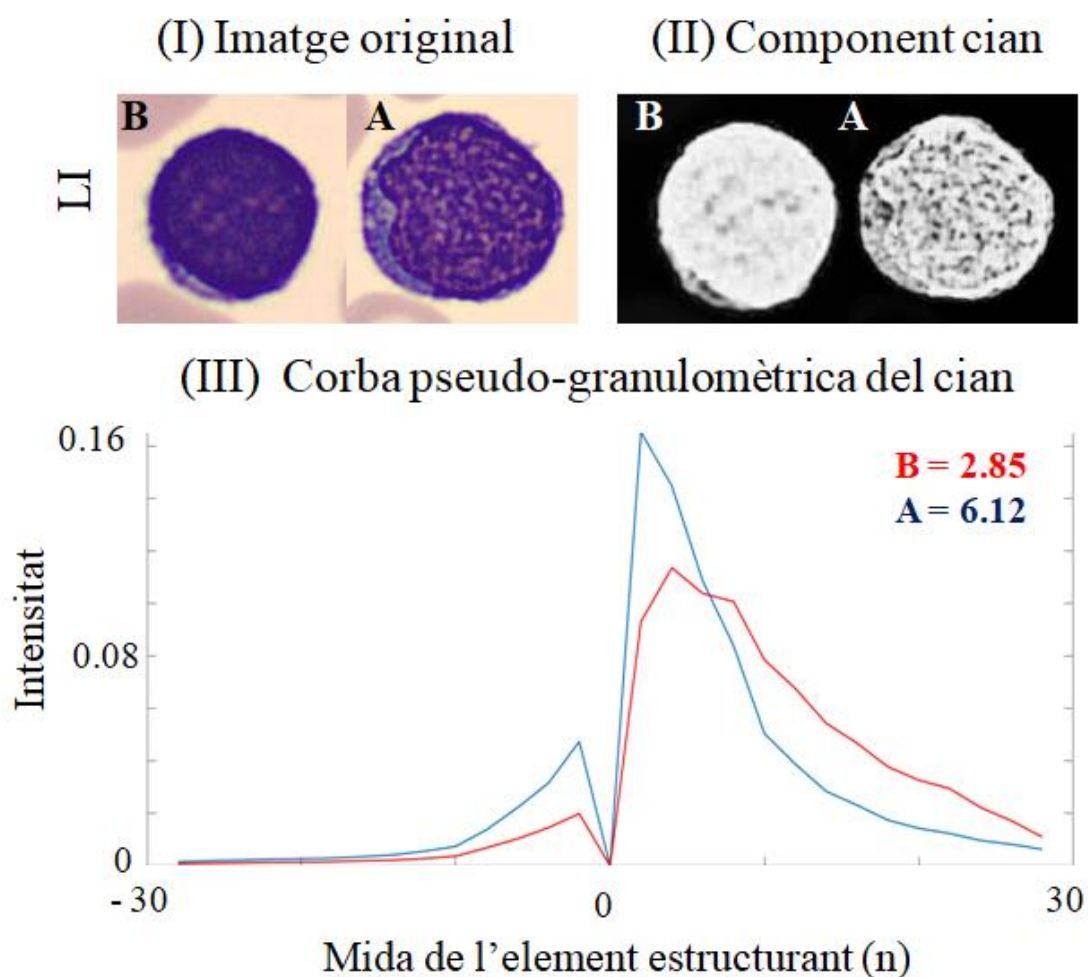 (I) Imatge original
(II) Component cian
B
A
B
A
LI
(III) Corba pseudo-granulomètrica del cian
0.16
B = 2.85
A = 6.12
Intensitat
0.08
0
- 30
0
30
Mida de l'element estructurant (n)